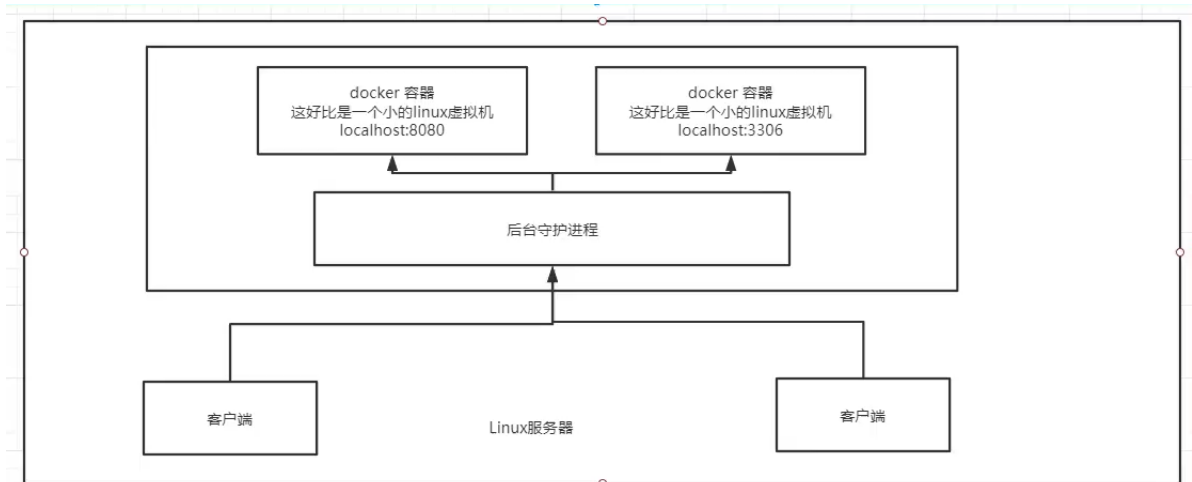 docker 容器
这好比是一个小的linux虚拟机
localhost:8080
docker 容器
这好比是一个小的linux虚拟机
localhost:3306
后台守护进程
客户端
Linux服务器
客户端